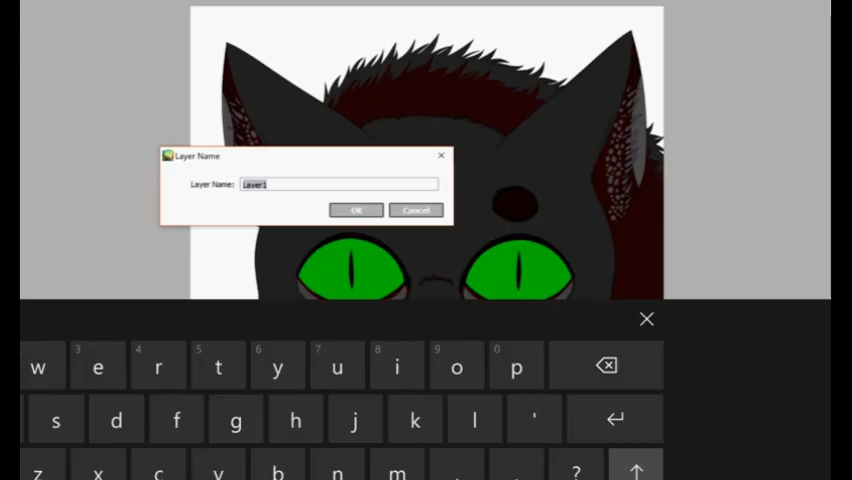 Layer Name
Layer Name: Layer1
OK Cancel
3 4 5 6 7 8 9 0
w e r t y u i o p
s d f g h j k l '
z x c v b n m , . ?